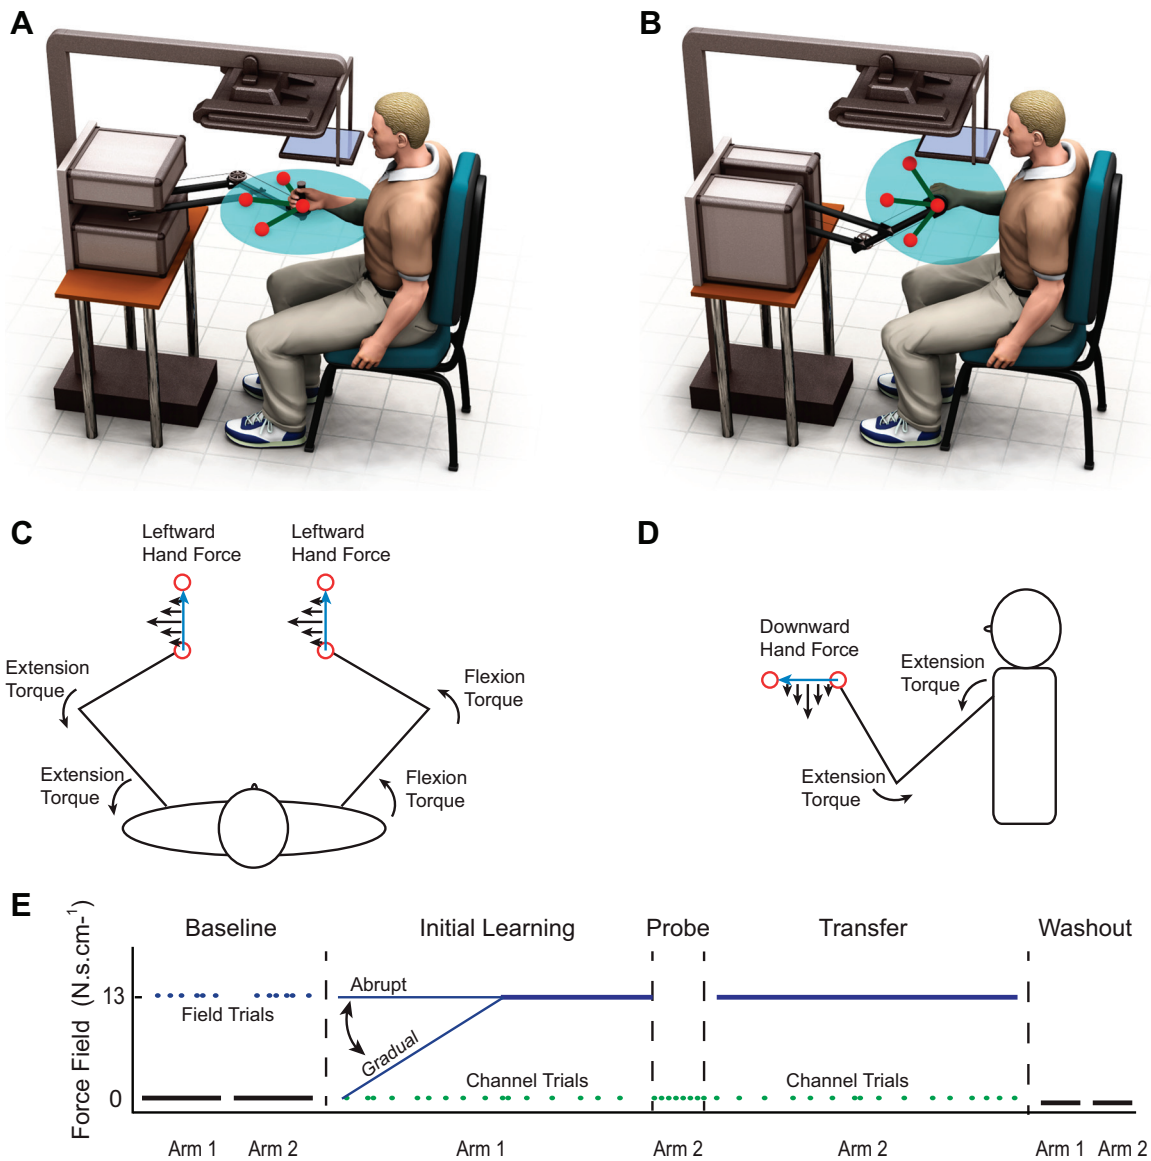 A
B
C
Leftward
Hand Force
Leftward
Hand Force
Extension
Torque
Flexion
Torque
Extension
Torque
Flexion
Torque
D
Downward
Hand Force
Extension
Torque
Extension
Torque
E
Force Field (N.s.cm-1)
Baseline
Initial Learning
Probe
Transfer
Washout
13
Abrupt
Field Trials
Gradual
Channel Trials
Channel Trials
0
Arm 1
Arm 2
Arm 1
Arm 2
Arm 2
Arm 1
Arm 2